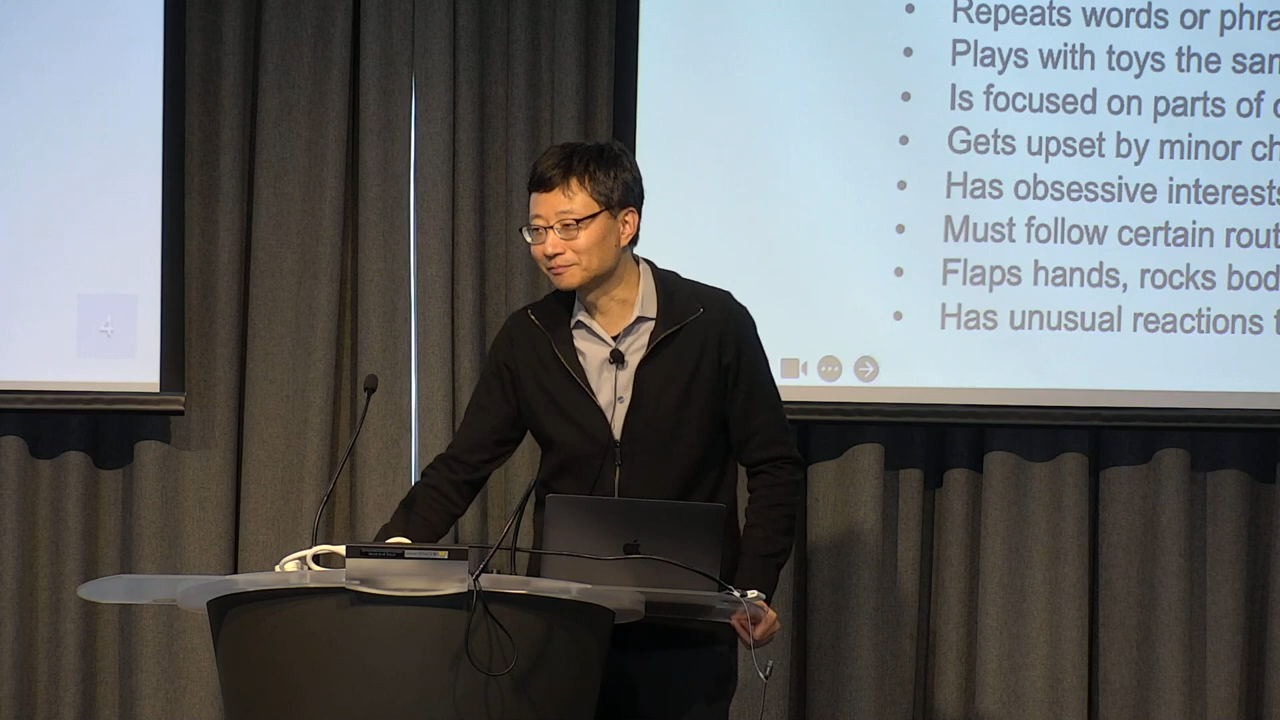 4
Repeats words or phra
Plays with toys the sam
Is focused on parts of o
Gets upset by minor ch
Has obsessive interests
Must follow certain rout
Flaps hands, rocks bod
Has unusual reactions t